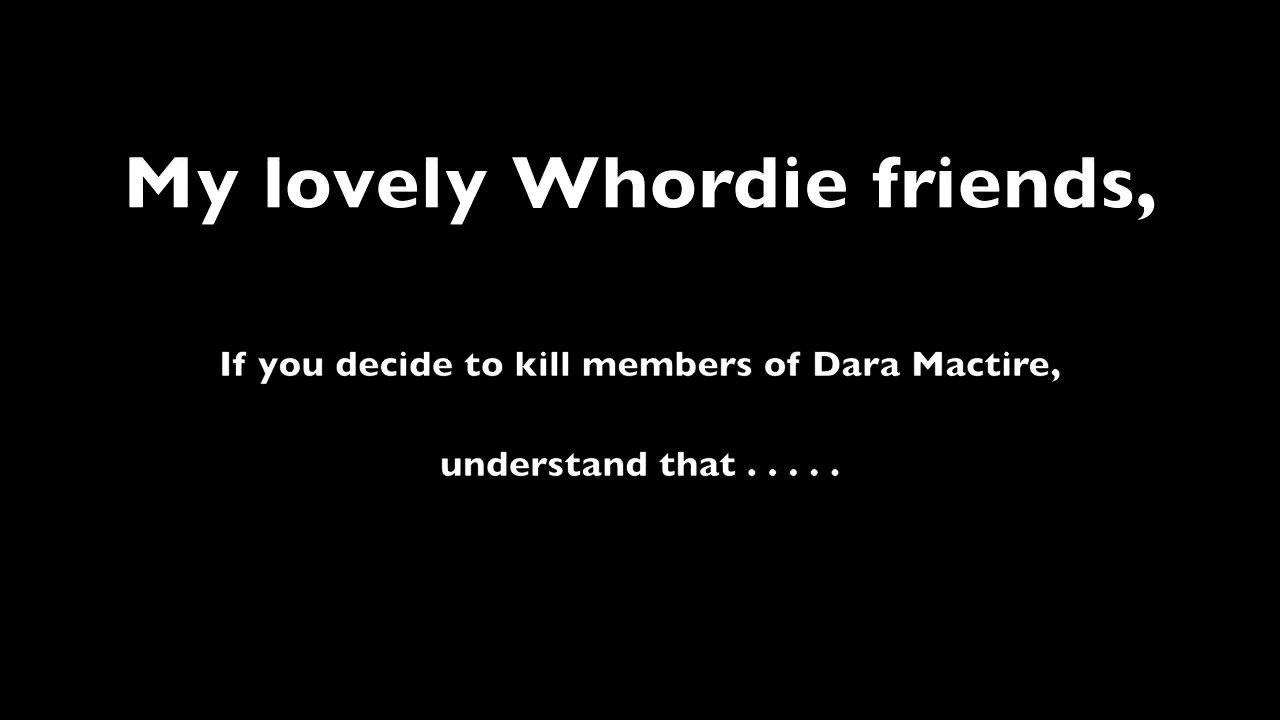 My lovely Whordie friends,
If you decide to kill members of Dara Mactire,
understand that . . . . .